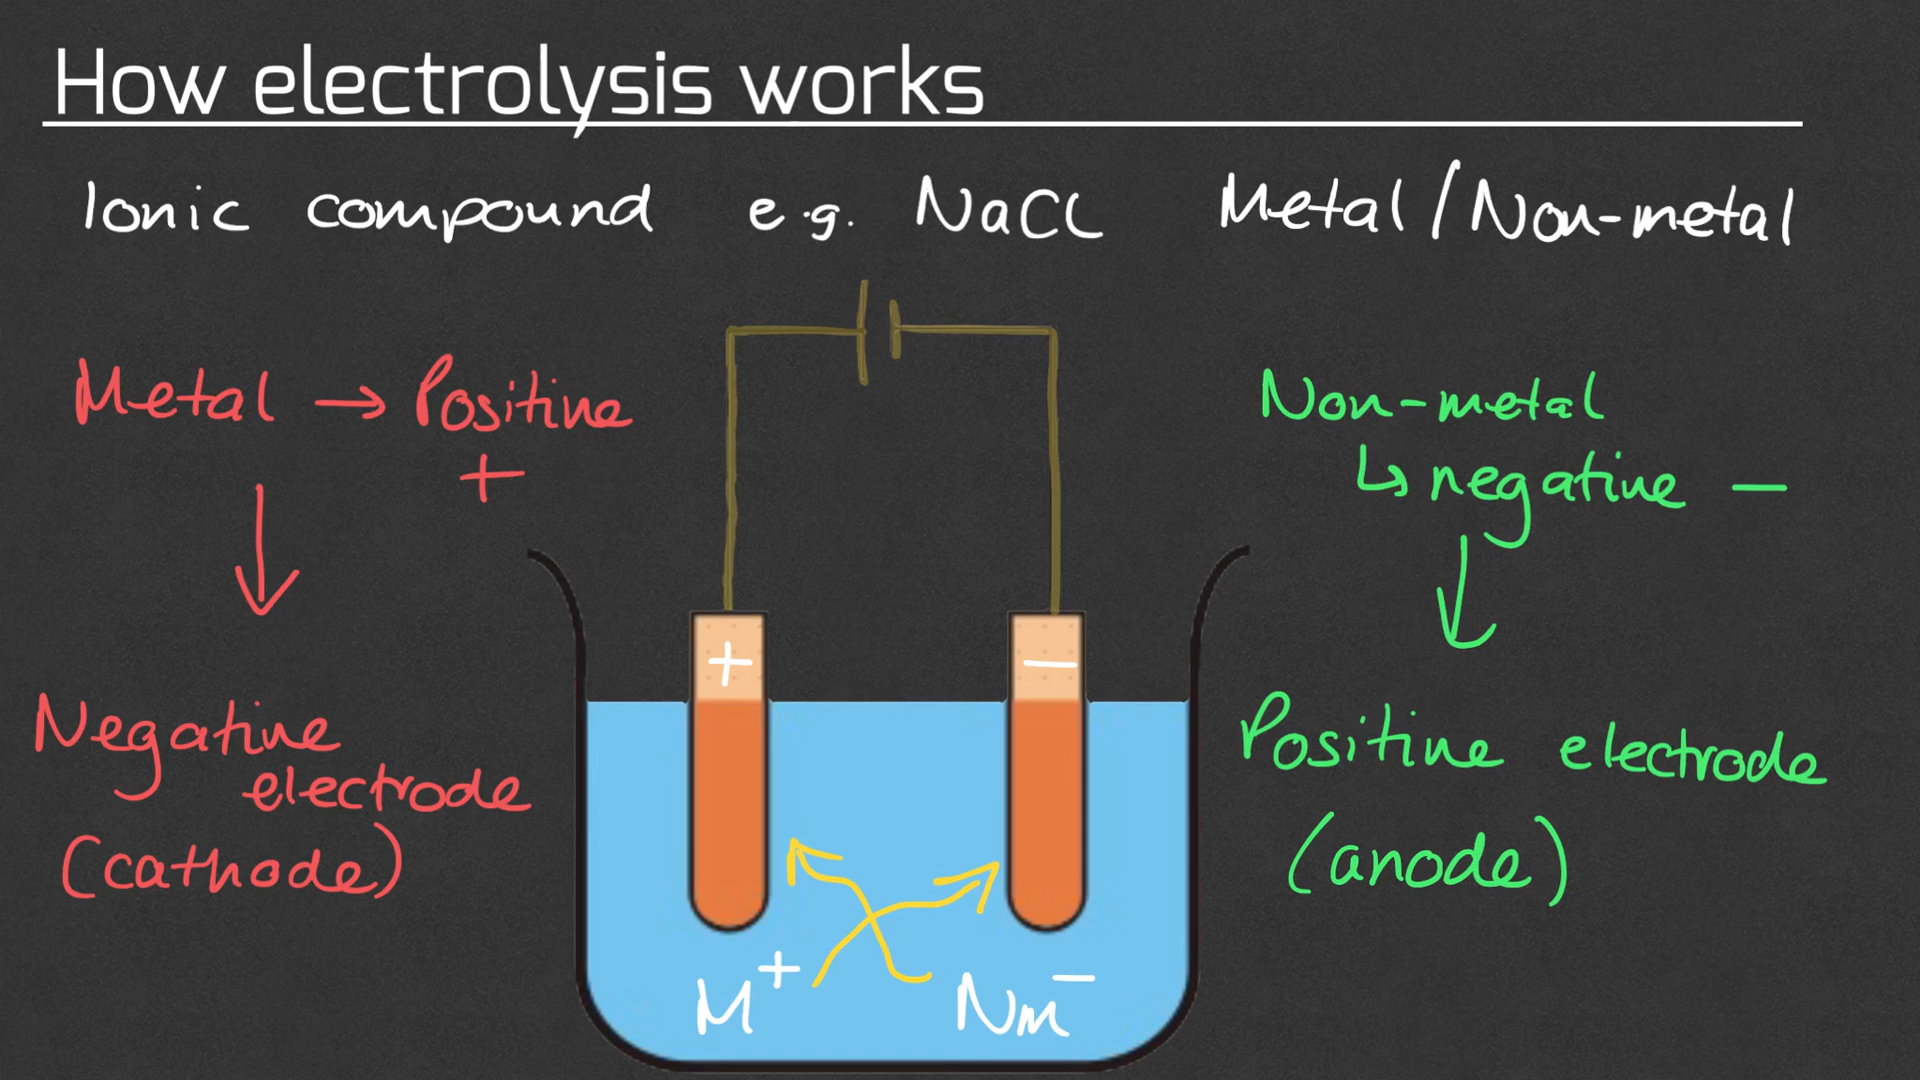 How electrolysis works
Ionic compound e.g. NaCl Metal / Non-metal
Metal → Positive
+
Negative
electrode
(cathode)
+
−
M⁺
Nm⁻
Non-metal
↳ negative −
Positive electrode
(anode)